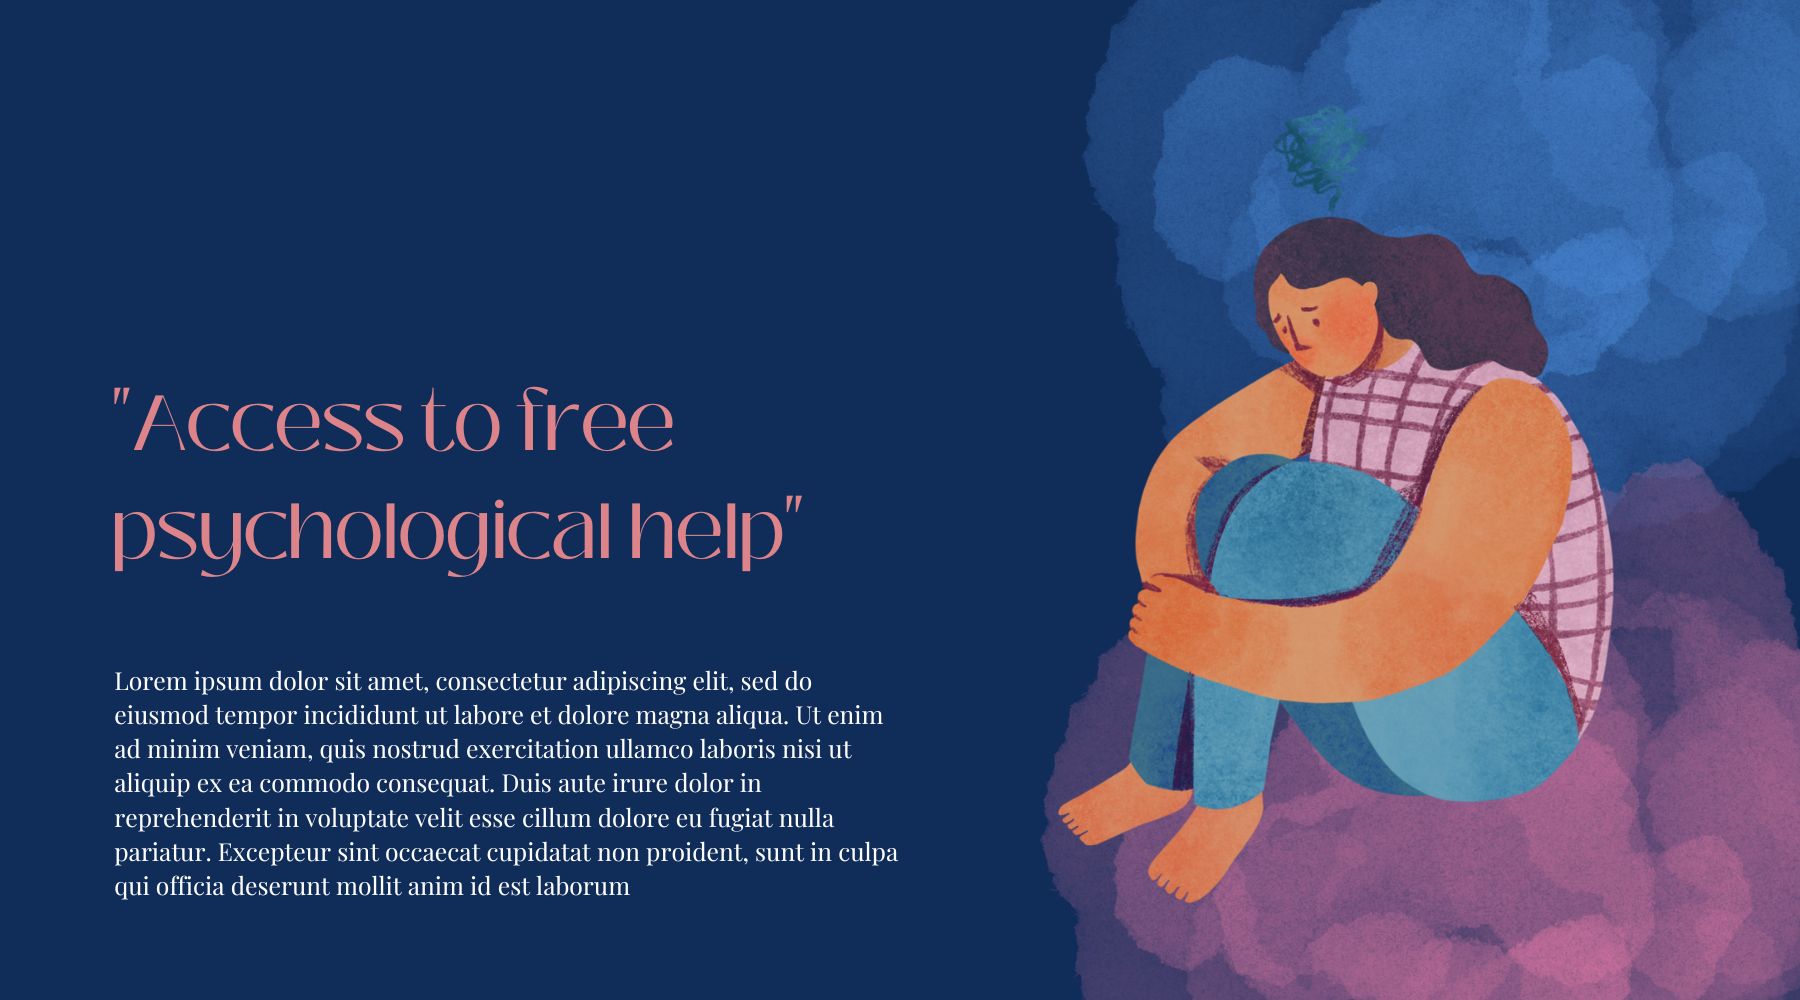 "Access to free
psychological help"
Lorem ipsum dolor sit amet, consectetur adipiscing elit, sed do
eiusmod tempor incididunt ut labore et dolore magna aliqua. Ut enim
ad minim veniam, quis nostrud exercitation ullamco laboris nisi ut
aliquip ex ea commodo consequat. Duis aute irure dolor in
reprehenderit in voluptate velit esse cillum dolore eu fugiat nulla
pariatur. Excepteur sint occaecat cupidatat non proident, sunt in culpa
qui officia deserunt mollit anim id est laborum